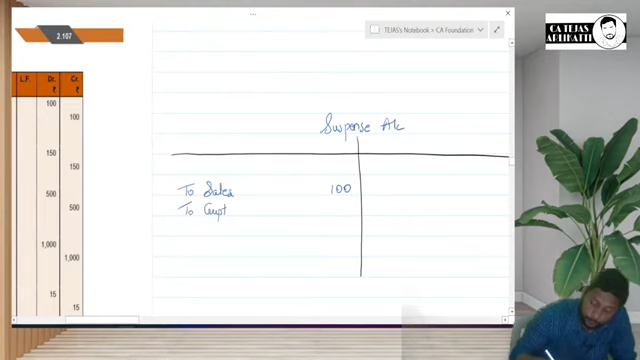 2.107
TEJAS's Notebook > CA Foundation
CA TEJAS
ARLIKATTI
L.F. Dr. Cr.
₹ ₹
100
100
150
150
500
500
1,000
1,000
15
15
Suspense A/c
To Sales 100
To Gupt